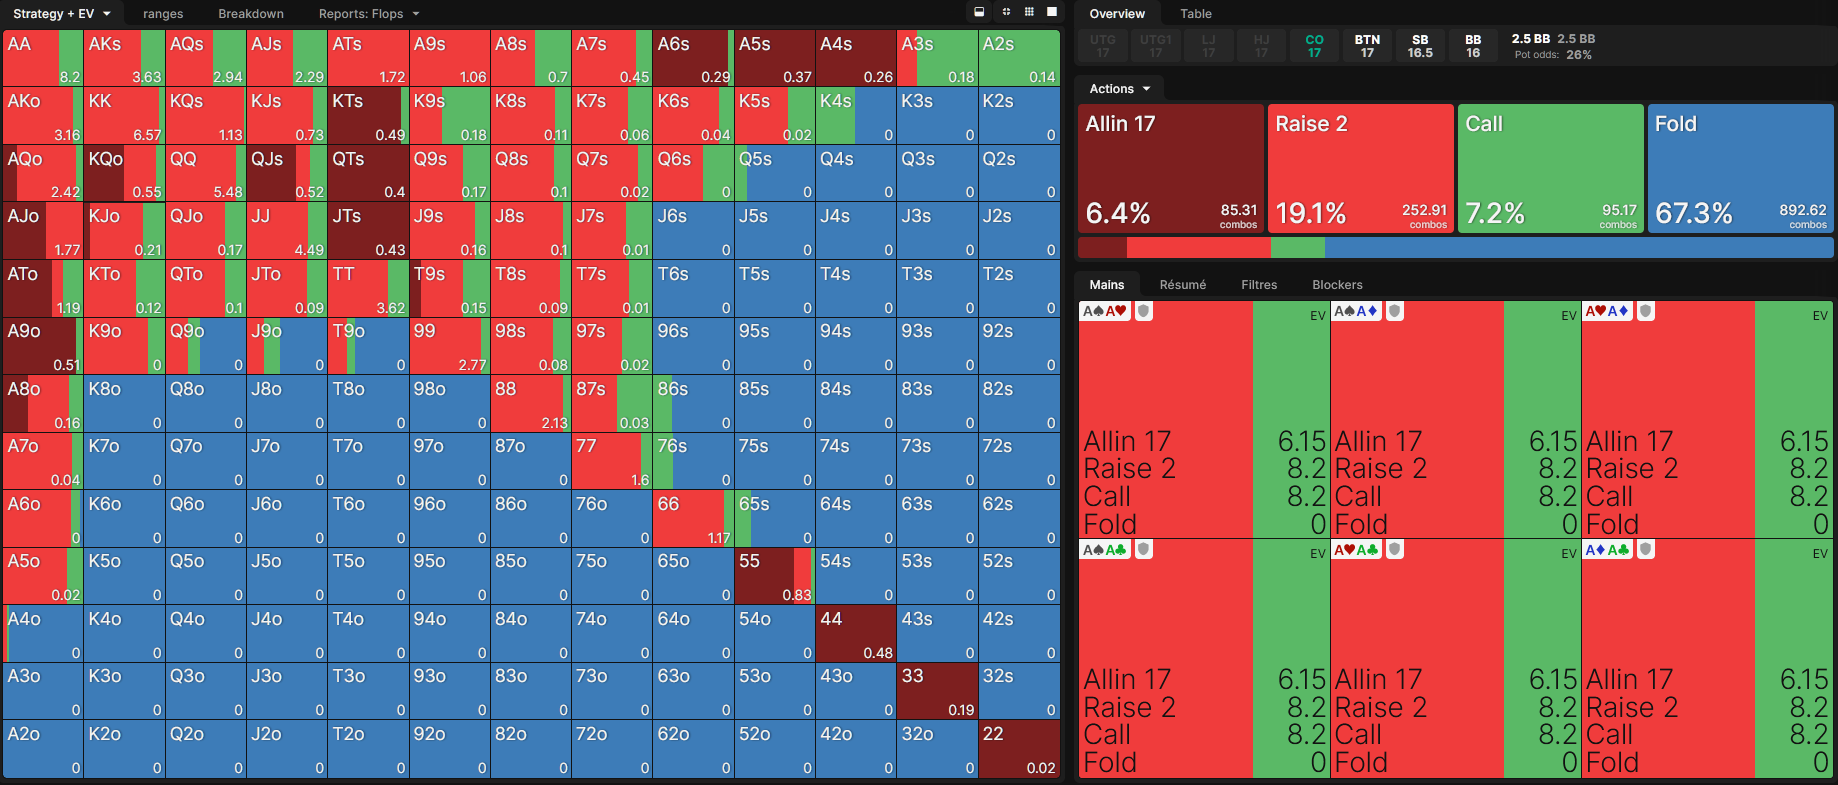 Strategy + EV ranges Breakdown Reports: Flops
AA 8.2 AKs 3.63 AQs 2.94 AJs 2.29 ATs 1.72 A9s 1.06 A8s 0.7 A7s 0.45 A6s 0.29 A5s 0.37 A4s 0.26 A3s 0.18 A2s 0.14
AKo 3.16 KK 6.57 KQs 1.13 KJs 0.73 KTs 0.49 K9s 0.18 K8s 0.11 K7s 0.06 K6s 0.04 K5s 0.02 K4s 0 K3s 0 K2s 0
AQo 2.42 KQo 0.55 QQ 5.48 QJs 0.52 QTs 0.4 Q9s 0.17 Q8s 0.1 Q7s 0.02 Q6s 0 Q5s 0 Q4s 0 Q3s 0 Q2s 0
AJo 1.77 KJo 0.21 QJo 0.17 JJ 4.49 JTs 0.43 J9s 0.16 J8s 0.1 J7s 0.01 J6s 0 J5s 0 J4s 0 J3s 0 J2s 0
ATo 1.19 KTo 0.12 QTo 0.1 JTo 0.09 TT 3.62 T9s 0.15 T8s 0.09 T7s 0.01 T6s 0 T5s 0 T4s 0 T3s 0 T2s 0
A9o 0.51 K9o 0 Q9o 0 J9o 0 T9o 0 99 2.77 98s 0.08 97s 0.02 96s 0 95s 0 94s 0 93s 0 92s 0
A8o 0.16 K8o 0 Q8o 0 J8o 0 T8o 0 98o 0 88 2.13 87s 0.03 86s 0 85s 0 84s 0 83s 0 82s 0
A7o 0.04 K7o 0 Q7o 0 J7o 0 T7o 0 97o 0 87o 0 77 1.6 76s 0 75s 0 74s 0 73s 0 72s 0
A6o 0 K6o 0 Q6o 0 J6o 0 T6o 0 96o 0 86o 0 76o 0 66 1.17 65s 0 64s 0 63s 0 62s 0
A5o 0.02 K5o 0 Q5o 0 J5o 0 T5o 0 95o 0 85o 0 75o 0 65o 0 55 0.83 54s 0 53s 0 52s 0
A4o 0 K4o 0 Q4o 0 J4o 0 T4o 0 94o 0 84o 0 74o 0 64o 0 54o 0 44 0.48 43s 0 42s 0
A3o 0 K3o 0 Q3o 0 J3o 0 T3o 0 93o 0 83o 0 73o 0 63o 0 53o 0 43o 0 33 0.19 32s 0
A2o 0 K2o 0 Q2o 0 J2o 0 T2o 0 92o 0 82o 0 72o 0 62o 0 52o 0 42o 0 32o 0 22 0.02
Overview Table
UTG UTG1 LJ HJ CO BTN SB BB 2.5 BB 2.5 BB
17 17 17 17 17 17 16.5 16 Pot odds: 26%
Actions
Allin 17 Raise 2 Call Fold
6.4% 85.31 combos 19.1% 252.91 combos 7.2% 95.17 combos 67.3% 892.62 combos
Mains Résumé Filtres Blockers
A♠A♥ EV A♠A♦ EV A♥A♦ EV
Allin 17 6.15 Allin 17 6.15 Allin 17 6.15
Raise 2 8.2 Raise 2 8.2 Raise 2 8.2
Call 8.2 Call 8.2 Call 8.2
Fold 0 Fold 0 Fold 0
A♠A♣ EV A♥A♣ EV A♦A♣ EV
Allin 17 6.15 Allin 17 6.15 Allin 17 6.15
Raise 2 8.2 Raise 2 8.2 Raise 2 8.2
Call 8.2 Call 8.2 Call 8.2
Fold 0 Fold 0 Fold 0